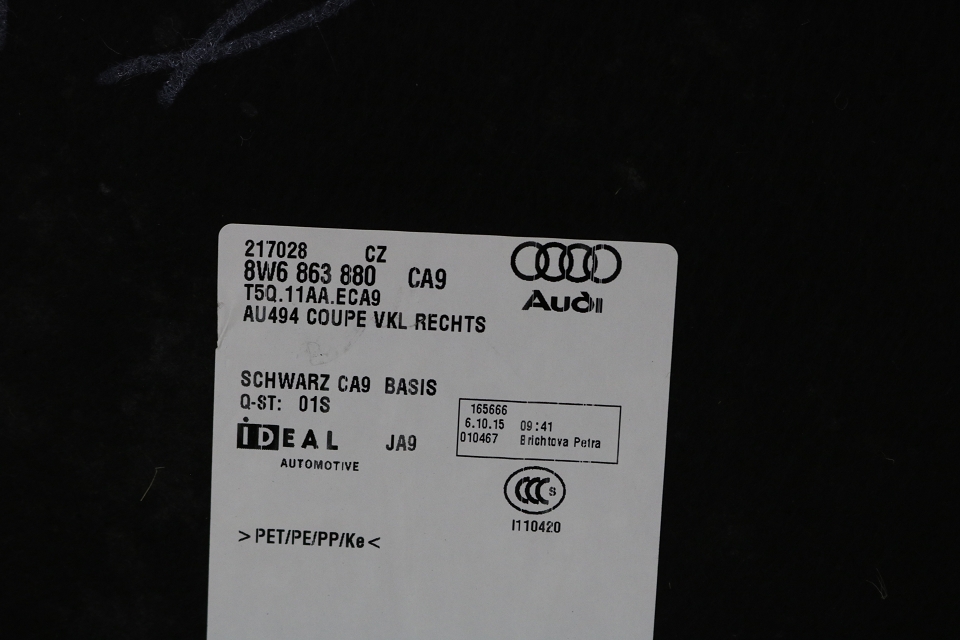 217028 CZ
8W6 863 880 CA9
T5Q.11AA.ECA9
AU494 COUPE VKL RECHTS
Audi
SCHWARZ CA9 BASIS
Q-ST: 01S
IDEAL JA9
AUTOMOTIVE
165666
6.10.15 09:41
010467 Brichtova Petra
CCC S
I110420
>PET/PE/PP/Ke<